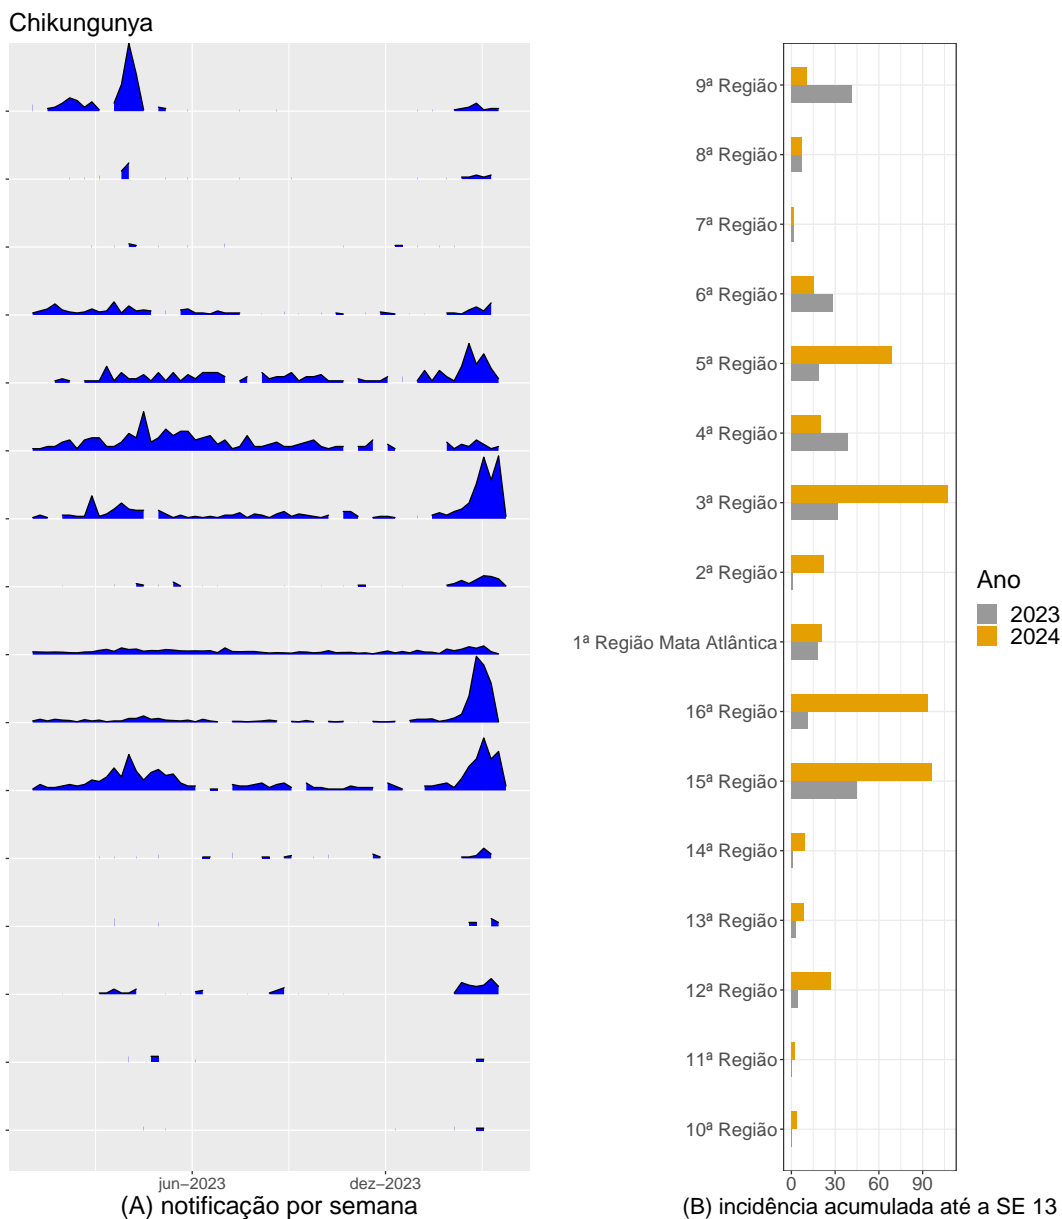 Chikungunya
9ª Região
8ª Região
7ª Região
6ª Região
5ª Região
4ª Região
3ª Região
2ª Região
1ª Região Mata Atlântica
16ª Região
15ª Região
14ª Região
13ª Região
12ª Região
11ª Região
10ª Região
Ano
2023
2024
jun−2023 dez−2023
0 30 60 90
(A) notificação por semana
(B) incidência acumulada até a SE 13